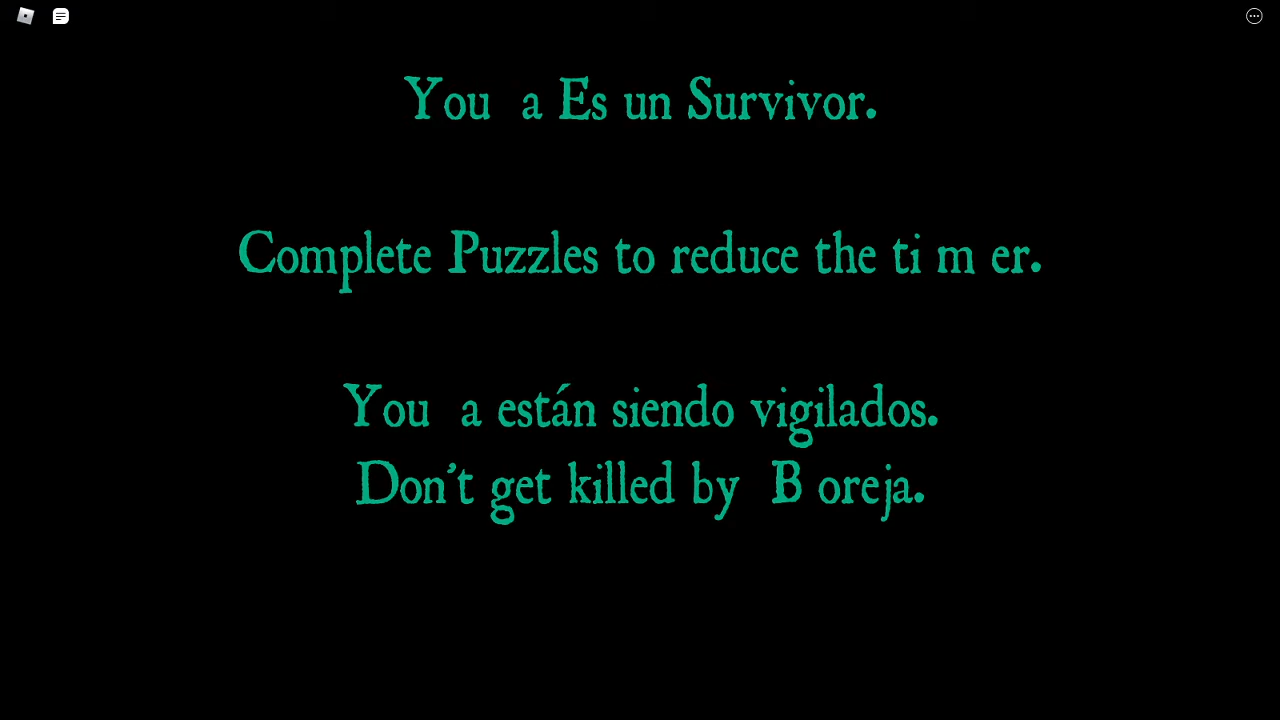 You a Es un Survivor.
Complete Puzzles to reduce the ti m er.
You a están siendo vigilados.
Don't get killed by B oreja.